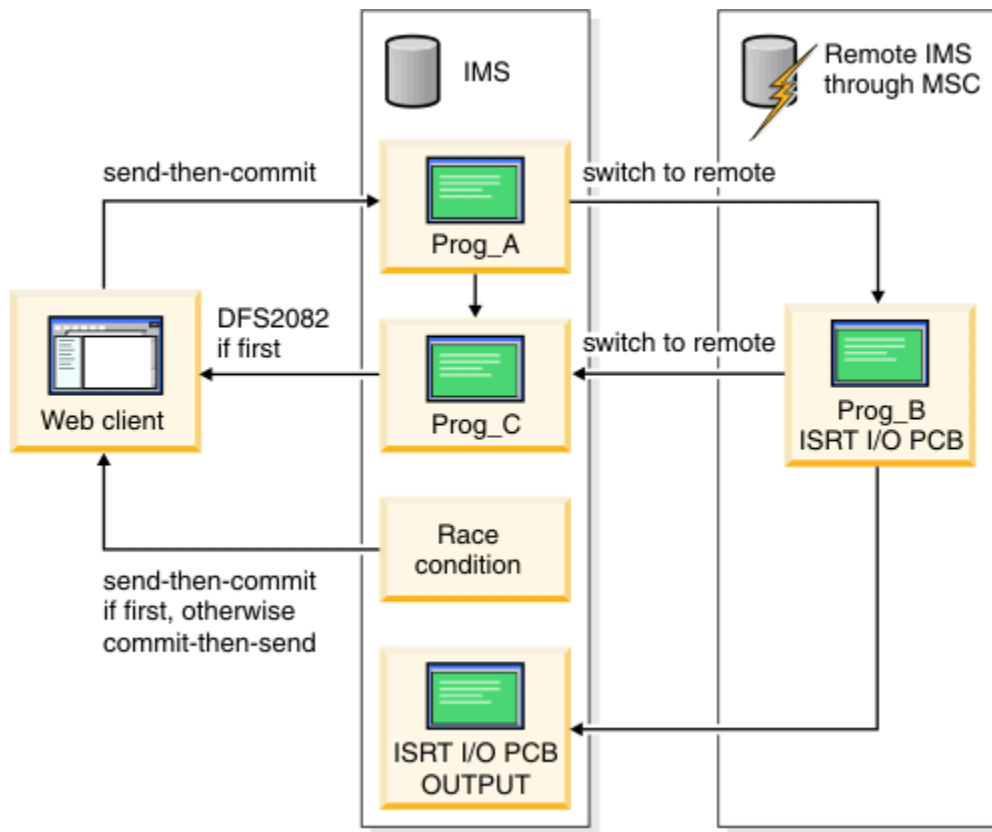 IMS
Remote IMS
through MSC
send-then-commit
switch to remote
Prog_A
DFS2082
if first
switch to remote
Web client
Prog_C
Prog_B
ISRT I/O PCB
Race
condition
send-then-commit
if first, otherwise
commit-then-send
ISRT I/O PCB
OUTPUT